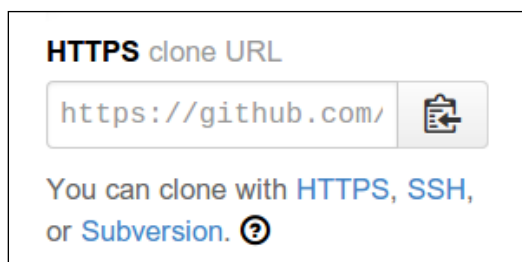 HTTPS clone URL
https://github.com/
You can clone with HTTPS, SSH,
or Subversion.